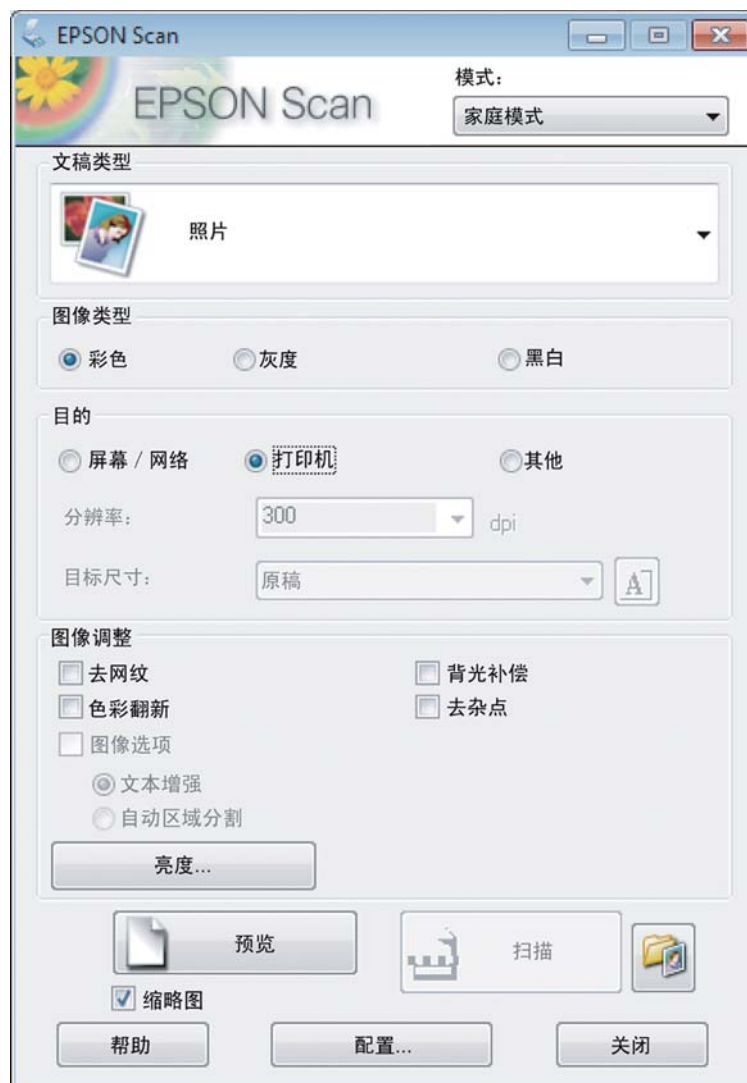 EPSON Scan
EPSON Scan
模式：
家庭模式
文稿类型
照片
图像类型
彩色 灰度 黑白
目的
屏幕 / 网络 打印机 其他
分辨率： 300 dpi
目标尺寸： 原稿 A
图像调整
去网纹 背光补偿
色彩翻新 去杂点
图像选项
文本增强
自动区域分割
亮度...
预览 扫描
缩略图
帮助 配置... 关闭